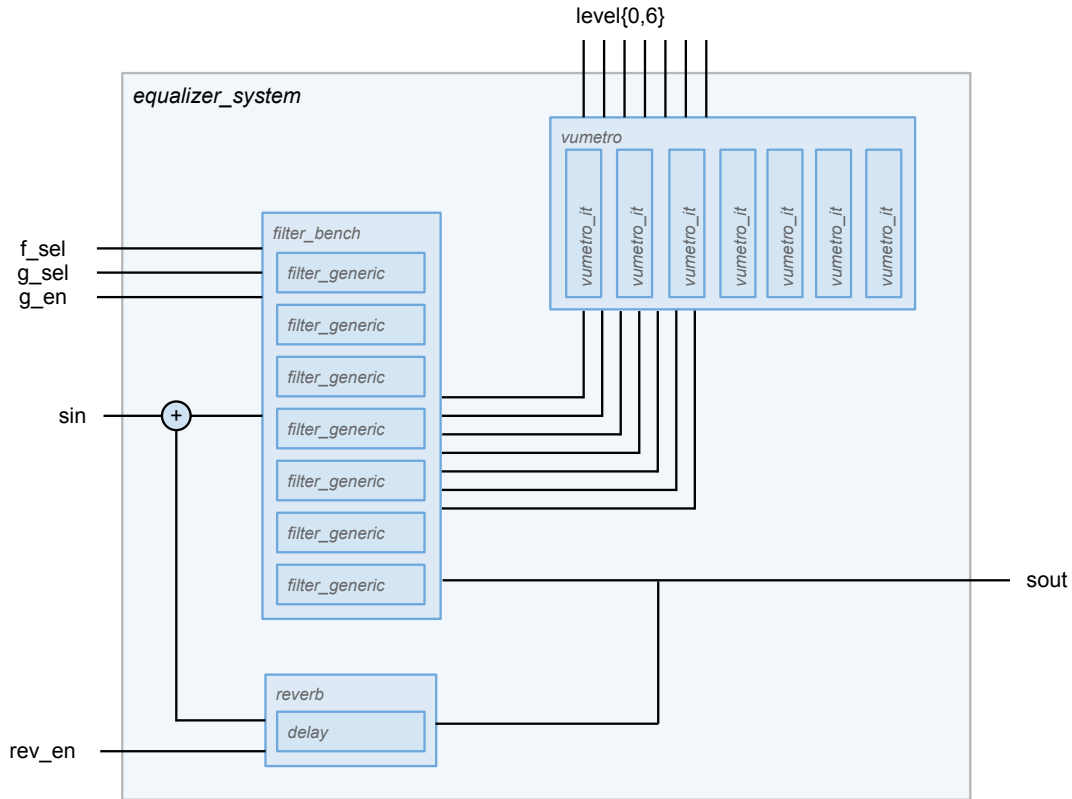 level{0,6}
equalizer_system
vumetro
vumetro_it
vumetro_it
vumetro_it
vumetro_it
vumetro_it
vumetro_it
vumetro_it
f_sel
g_sel
g_en
filter_bench
filter_generic
filter_generic
filter_generic
filter_generic
filter_generic
filter_generic
filter_generic
sin
+
sout
reverb
delay
rev_en